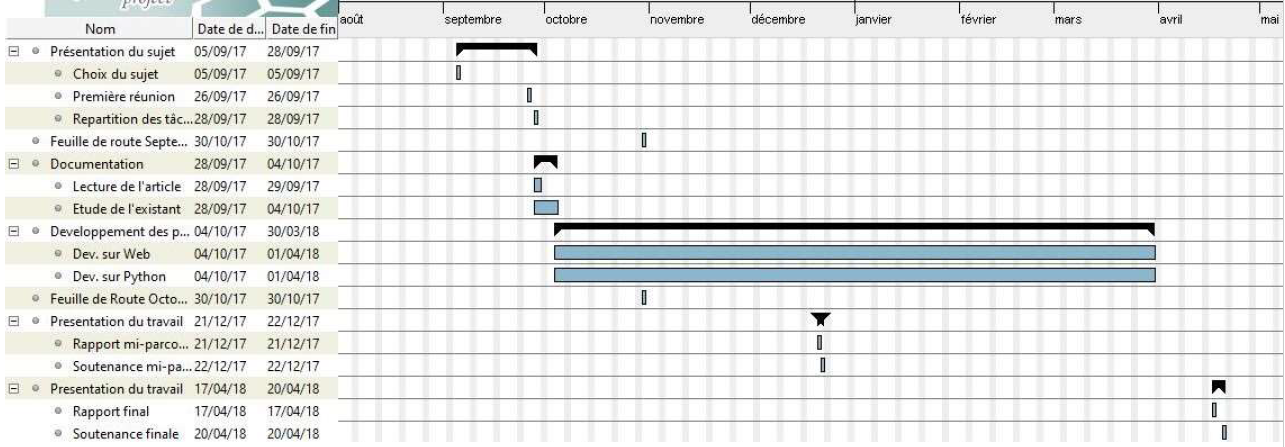 project
août septembre octobre novembre décembre janvier février mars avril mai
Nom Date de d... Date de fin
Présentation du sujet 05/09/17 28/09/17
Choix du sujet 05/09/17 05/09/17
Première réunion 26/09/17 26/09/17
Repartition des tâc... 28/09/17 28/09/17
Feuille de route Septe... 30/10/17 30/10/17
Documentation 28/09/17 04/10/17
Lecture de l'article 28/09/17 29/09/17
Etude de l'existant 28/09/17 04/10/17
Developpement des p... 04/10/17 30/03/18
Dev. sur Web 04/10/17 01/04/18
Dev. sur Python 04/10/17 01/04/18
Feuille de Route Octo... 30/10/17 30/10/17
Presentation du travail 21/12/17 22/12/17
Rapport mi-parco... 21/12/17 21/12/17
Soutenance mi-pa... 22/12/17 22/12/17
Presentation du travail 17/04/18 20/04/18
Rapport final 17/04/18 17/04/18
Soutenance finale 20/04/18 20/04/18